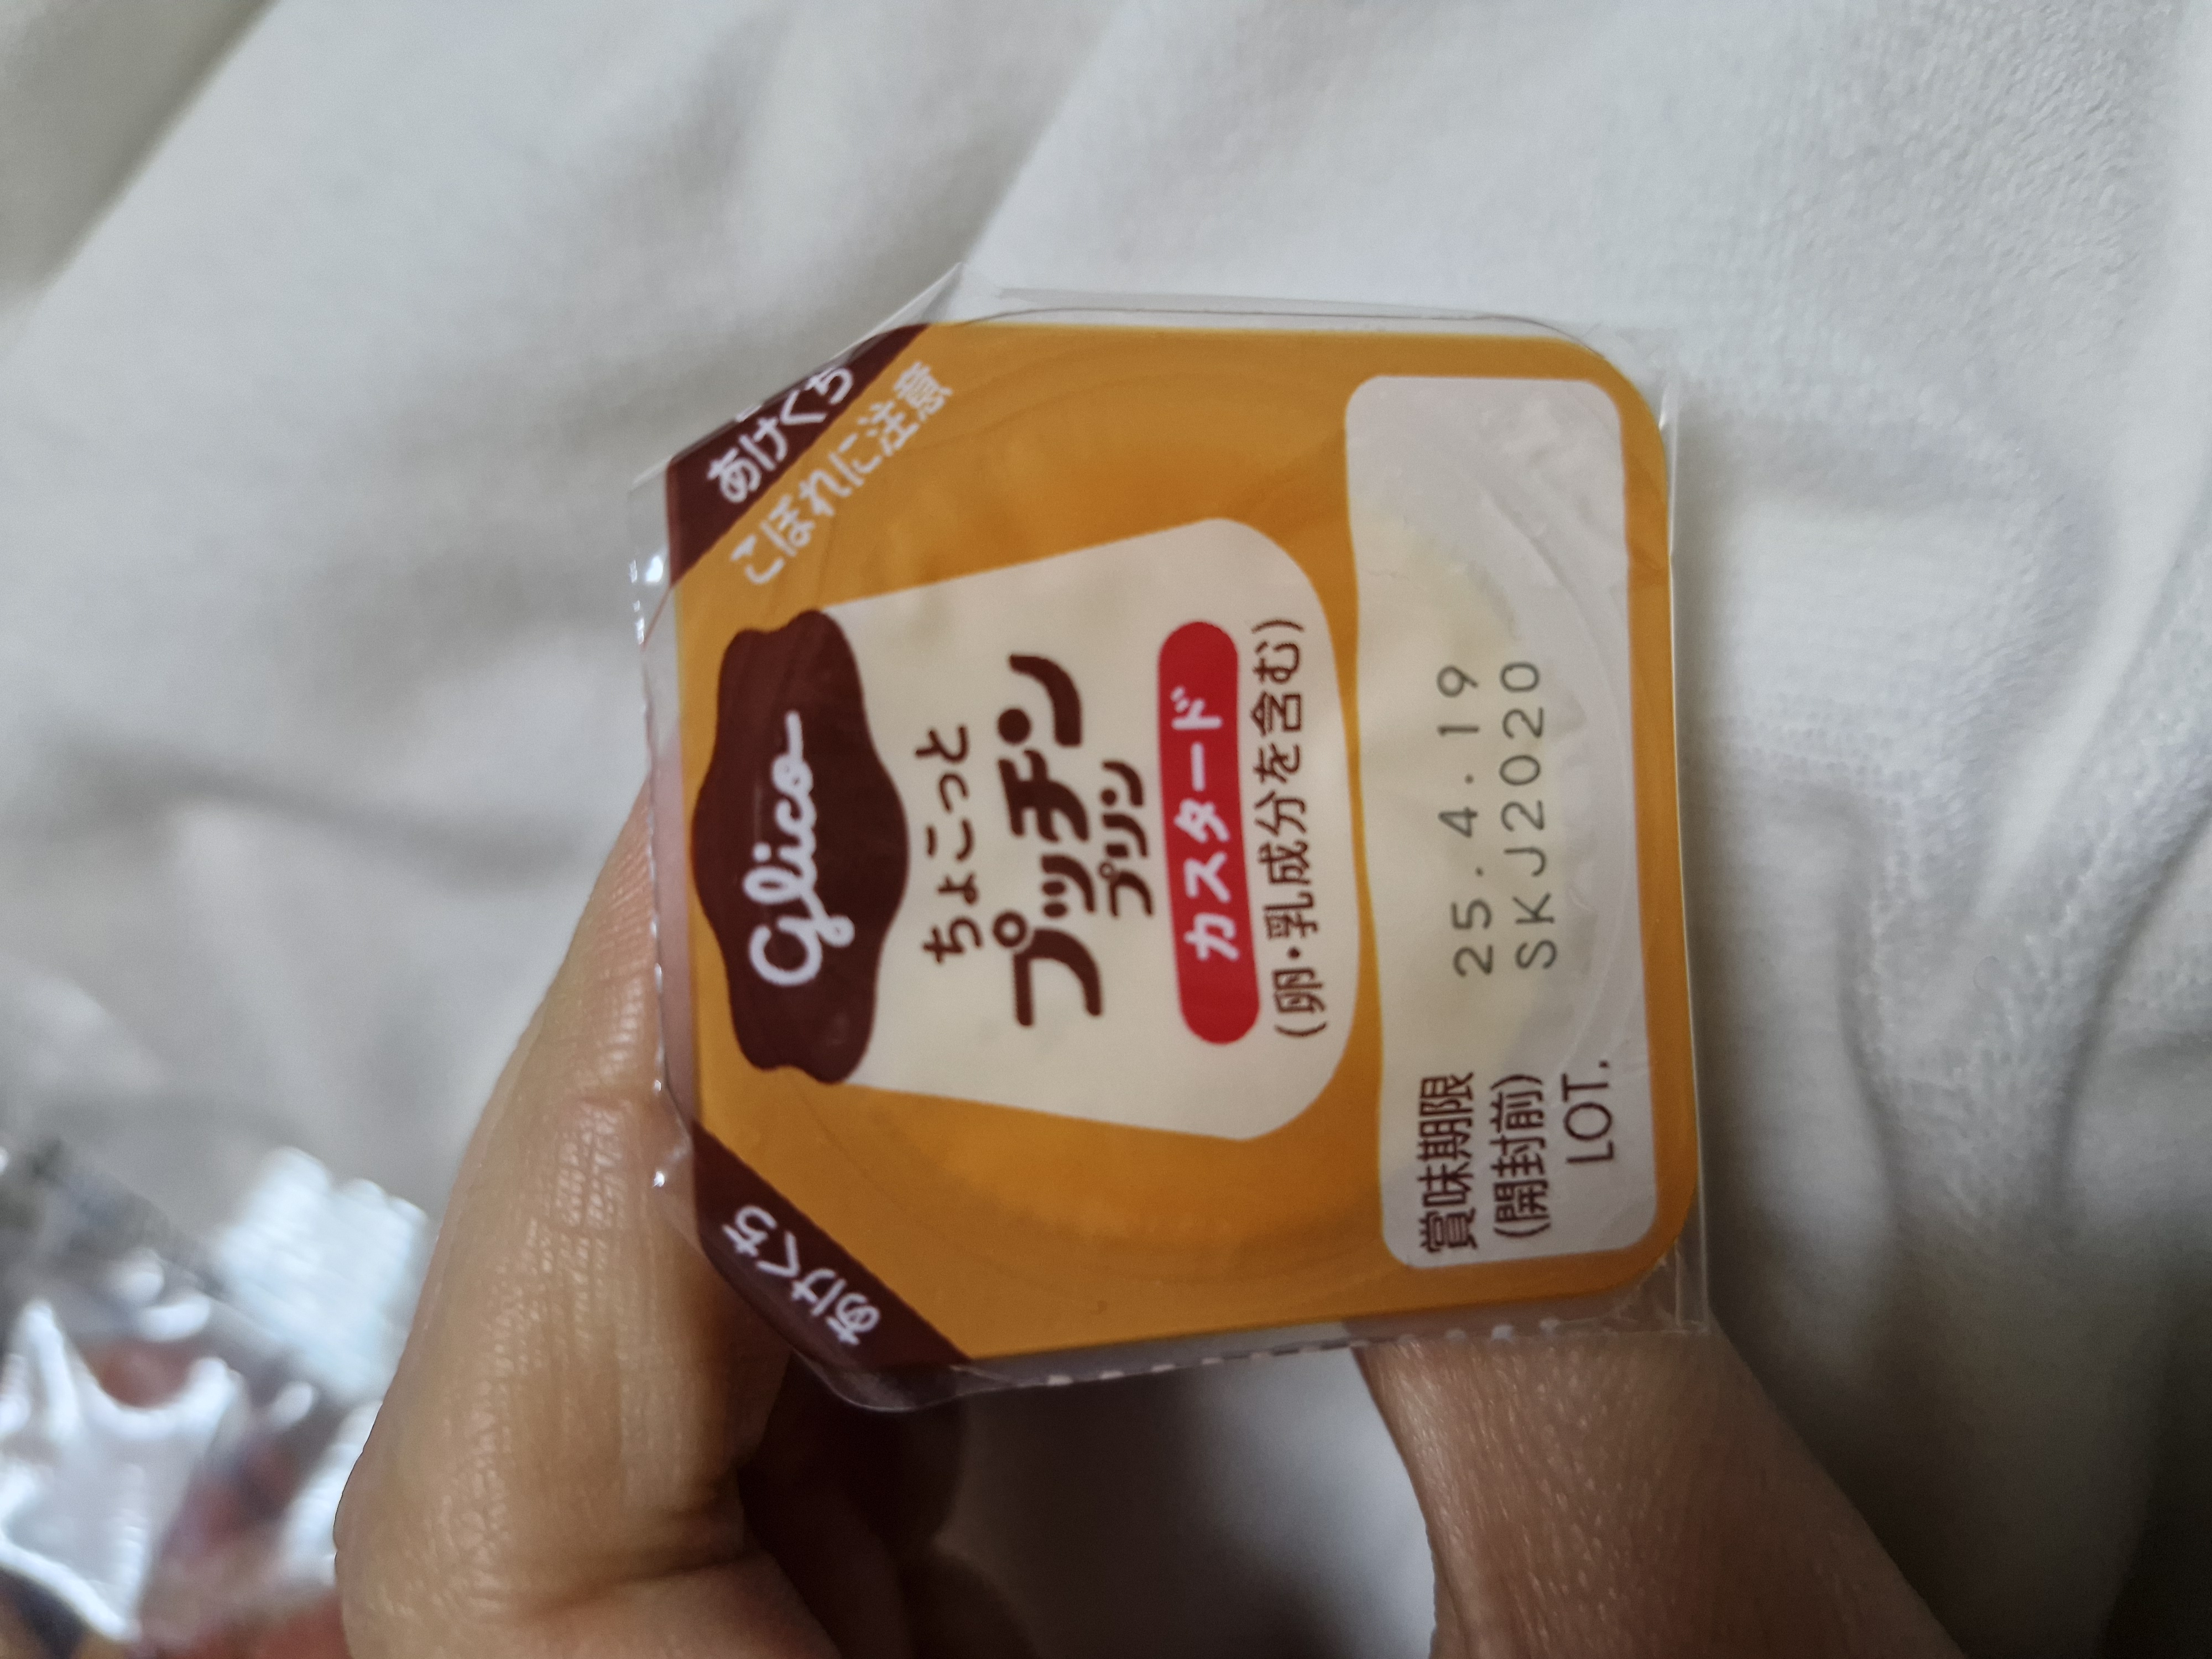 あけくち
こぼれに注意
あけくち
Glico
ちょこっと
プッチン
プリン
カスタード
(卵・乳成分を含む)
賞味期限 25.4.19
(開封前) SKJ2020
LOT.